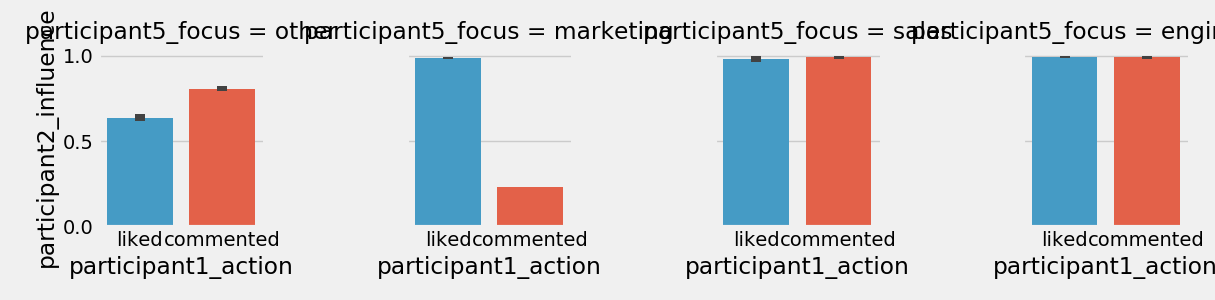 participant5_focus = other participant5_focus = marketing participant5_focus = sales participant5_focus = engin
participant2_influence
1.0
0.5
0.0
liked commented liked commented liked commented liked commented
participant1_action participant1_action participant1_action participant1_action